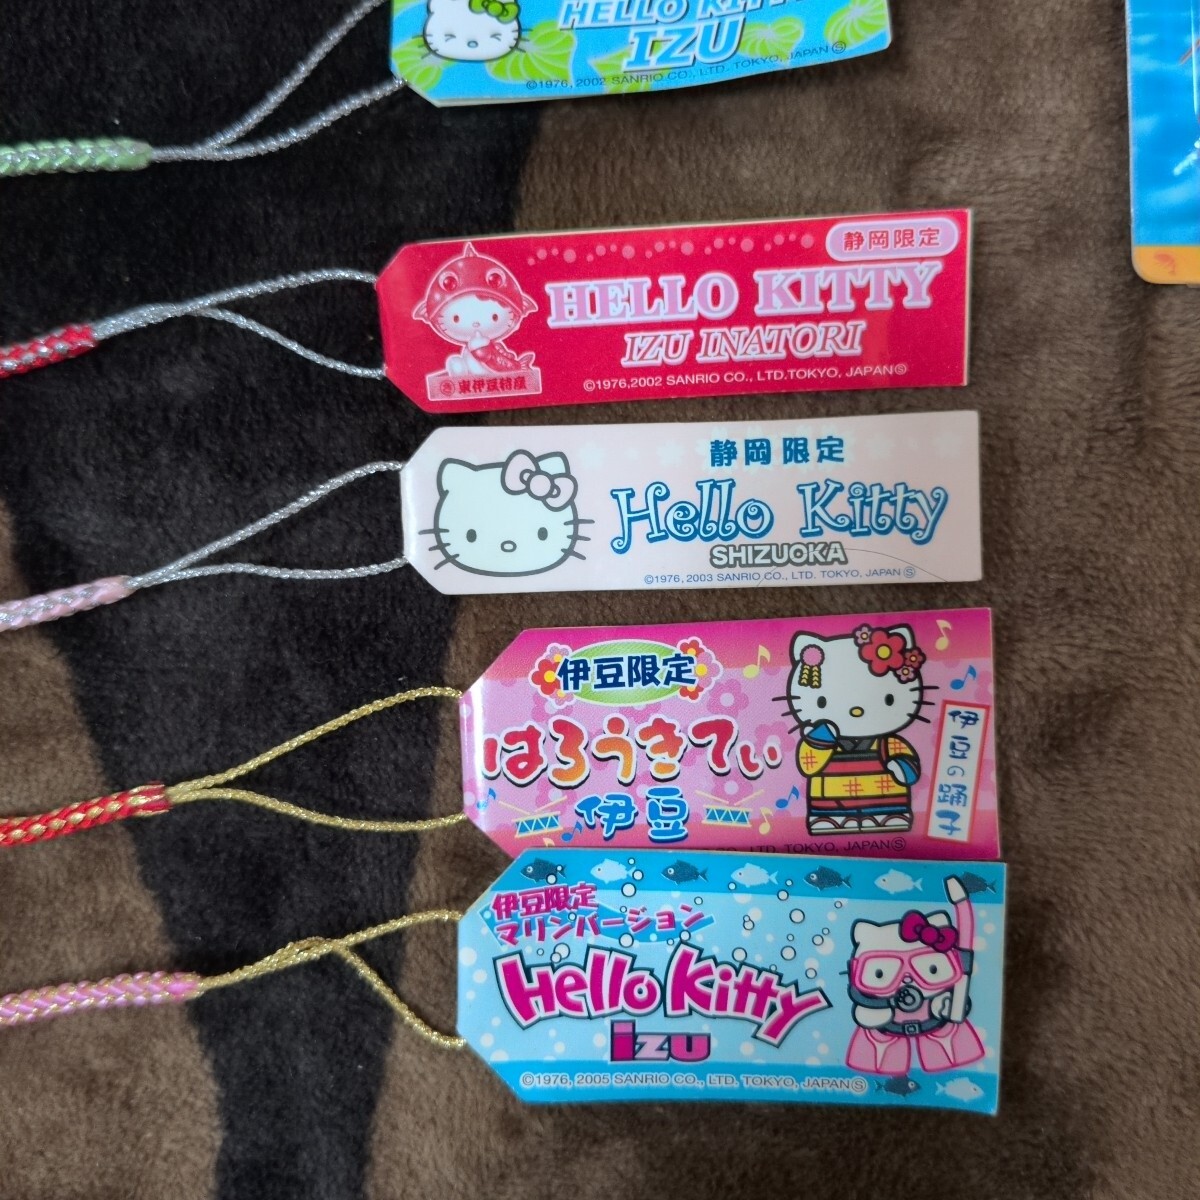 HELLO KITTY
IZU
©1976, 2002 SANRIO CO., LTD. TOKYO, JAPAN Ⓢ
静岡限定
HELLO KITTY
IZU INATORI
東伊豆特産
©1976,2002 SANRIO CO., LTD.TOKYO, JAPANⓈ
静岡限定
Hello Kitty
SHIZUOKA
©1976, 2003 SANRIO CO., LTD. TOKYO, JAPAN Ⓢ
伊豆限定
はろうきてぃ
伊豆
伊豆の踊子
CO., LTD. TOKYO, JAPANⓈ
伊豆限定
マリンバージョン
Hello Kitty
izu
©1976, 2005 SANRIO CO., LTD. TOKYO, JAPANⓈ